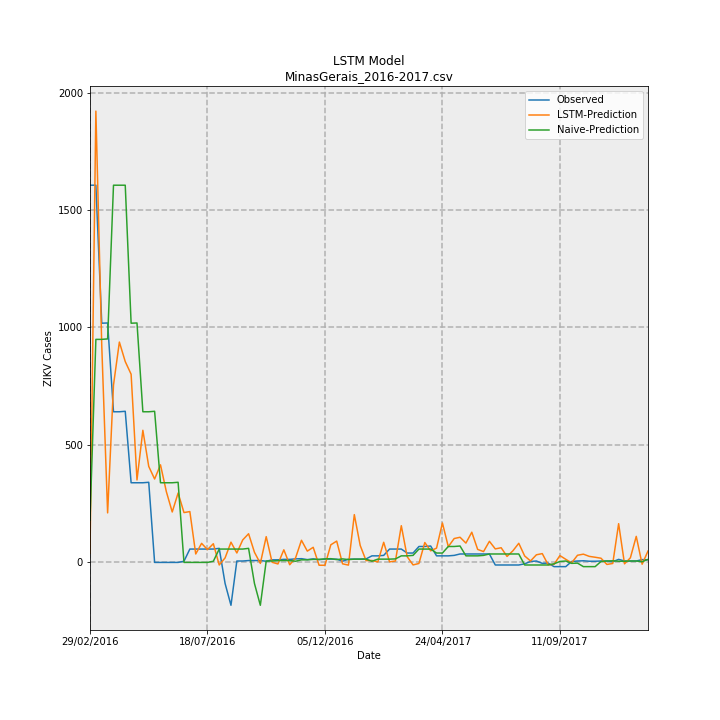 LSTM Model
MinasGerais_2016-2017.csv
Observed
LSTM-Prediction
Naive-Prediction
2000
1500
1000
500
0
ZIKV Cases
29/02/2016
18/07/2016
05/12/2016
24/04/2017
11/09/2017
Date